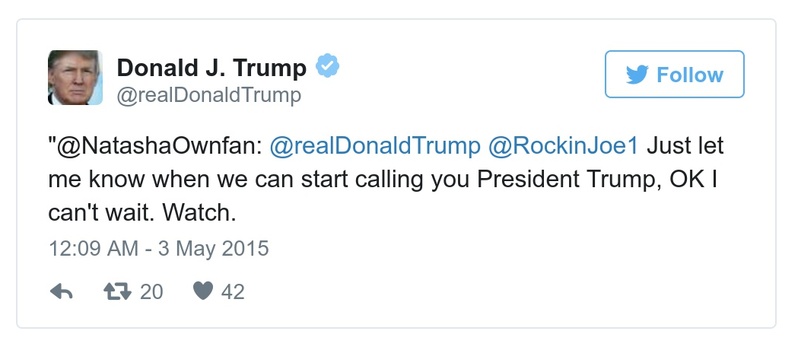 Donald J. Trump
@realDonaldTrump
Follow
"@NatashaOwnfan: @realDonaldTrump @RockinJoe1 Just let
me know when we can start calling you President Trump, OK I
can't wait. Watch.
12:09 AM - 3 May 2015
20 42